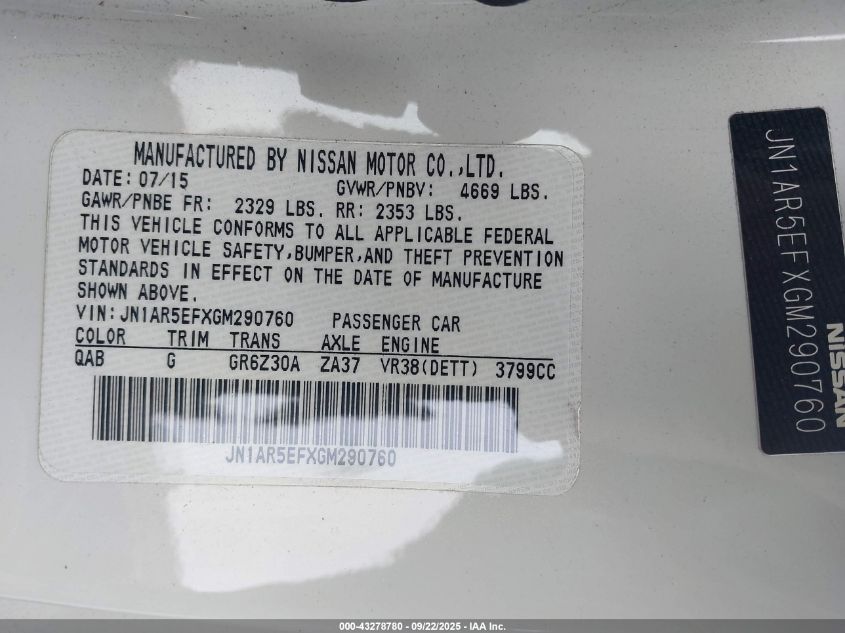 MANUFACTURED BY NISSAN MOTOR CO.,LTD.
DATE: 07/15 GVWR/PNBV: 4669 LBS.
GAWR/PNBE FR: 2329 LBS. RR: 2353 LBS.
THIS VEHICLE CONFORMS TO ALL APPLICABLE FEDERAL
MOTOR VEHICLE SAFETY,BUMPER,AND THEFT PREVENTION
STANDARDS IN EFFECT ON THE DATE OF MANUFACTURE
SHOWN ABOVE.
VIN:JN1AR5EFXGM290760 PASSENGER CAR
COLOR TRIM TRANS AXLE ENGINE
QAB G GR6Z30A ZA37 VR38(DETT) 3799CC
JN1AR5EFXGM290760
JN1AR5EFXGM290760
NISSAN
000-43278780 - 09/22/2025 - IAA Inc.